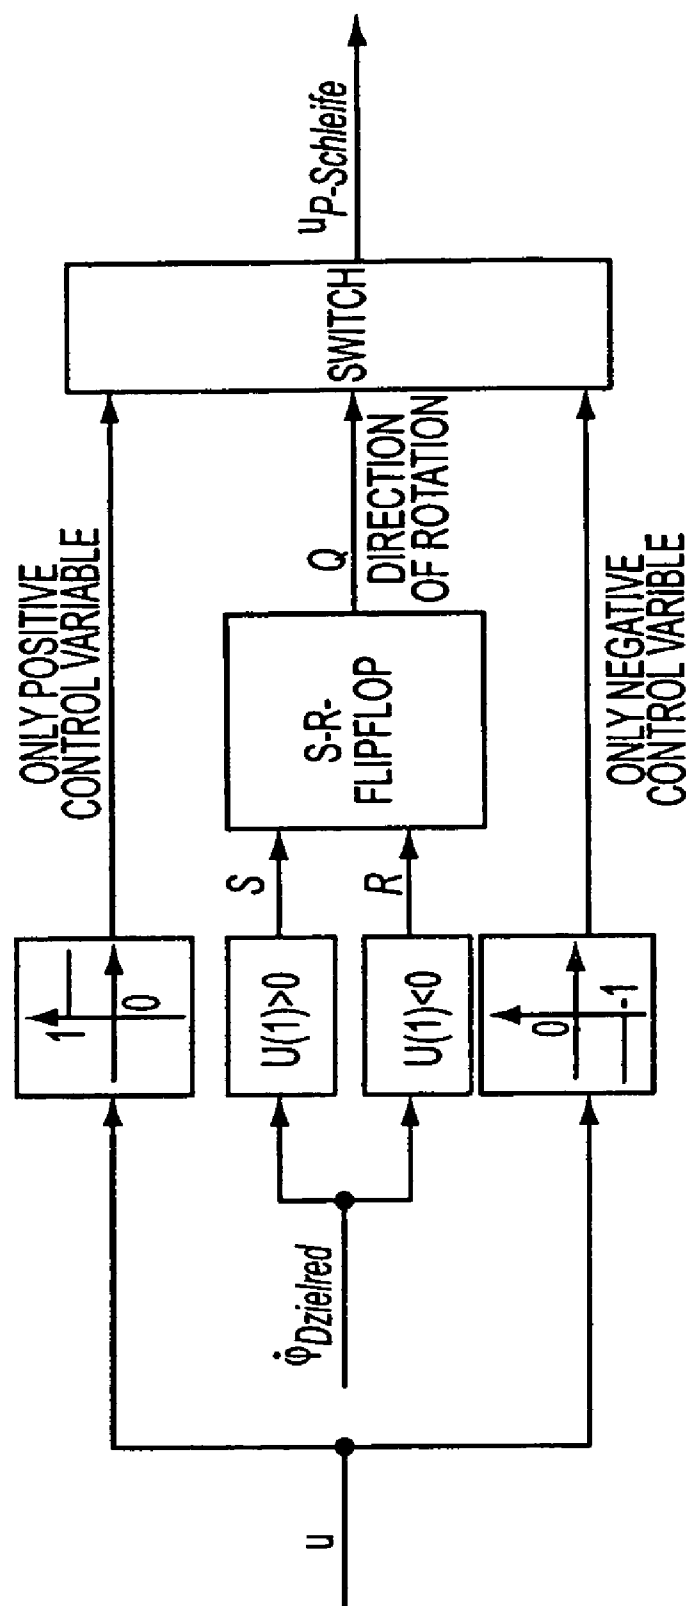 u
φ̇Dzielred
1
0
U(1)>0
U(1)<0
0
-1
S
R
ONLY POSITIVE
CONTROL VARIABLE
S-R-
FLIPFLOP
Q
DIRECTION
OF ROTATION
ONLY NEGATIVE
CONTROL VARIBLE
SWITCH
uP-Schleife